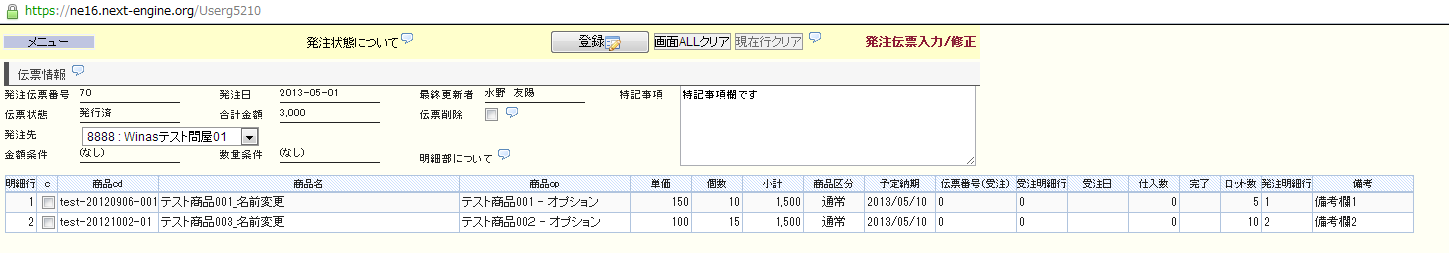 https://ne16.next-engine.org/Userg5210
メニュー 発注状態について 登録 画面ALLクリア 現在行クリア 発注伝票入力/修正
伝票情報
発注伝票番号 70 発注日 2013-05-01 最終更新者 水野 友陽 特記事項 特記事項欄です
伝票状態 発行済 合計金額 3,000 伝票削除
発注先 8888 : Winasテスト問屋01
金額条件 (なし) 数量条件 (なし) 明細部について
明細行 c 商品cd 商品名 商品op 単価 個数 小計 商品区分 予定納期 伝票番号(受注) 受注明細行 受注日 仕入数 完了 ロット数 発注明細行 備考
1 test-20120906-001 テスト商品001_名前変更 テスト商品001 - オプション 150 10 1,500 通常 2013/05/10 0 0 0 5 1 備考欄1
2 test-20121002-01 テスト商品003_名前変更 テスト商品002 - オプション 100 15 1,500 通常 2013/05/10 0 0 0 10 2 備考欄2